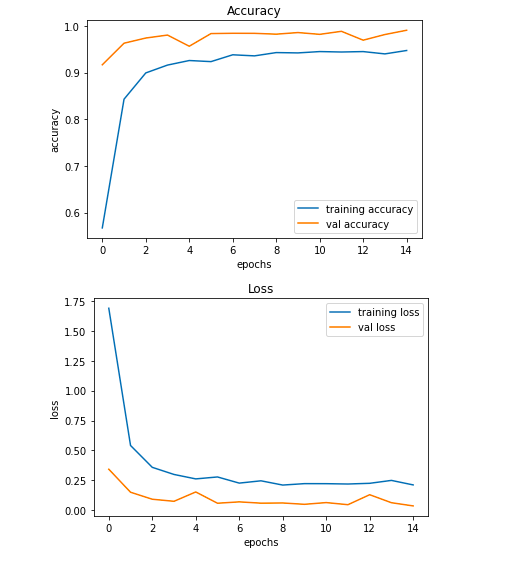 Accuracy
1.0
0.9
0.8
0.7
0.6
accuracy
training accuracy
val accuracy
0 2 4 6 8 10 12 14
epochs
Loss
1.75
1.50
1.25
1.00
0.75
0.50
0.25
0.00
loss
training loss
val loss
0 2 4 6 8 10 12 14
epochs